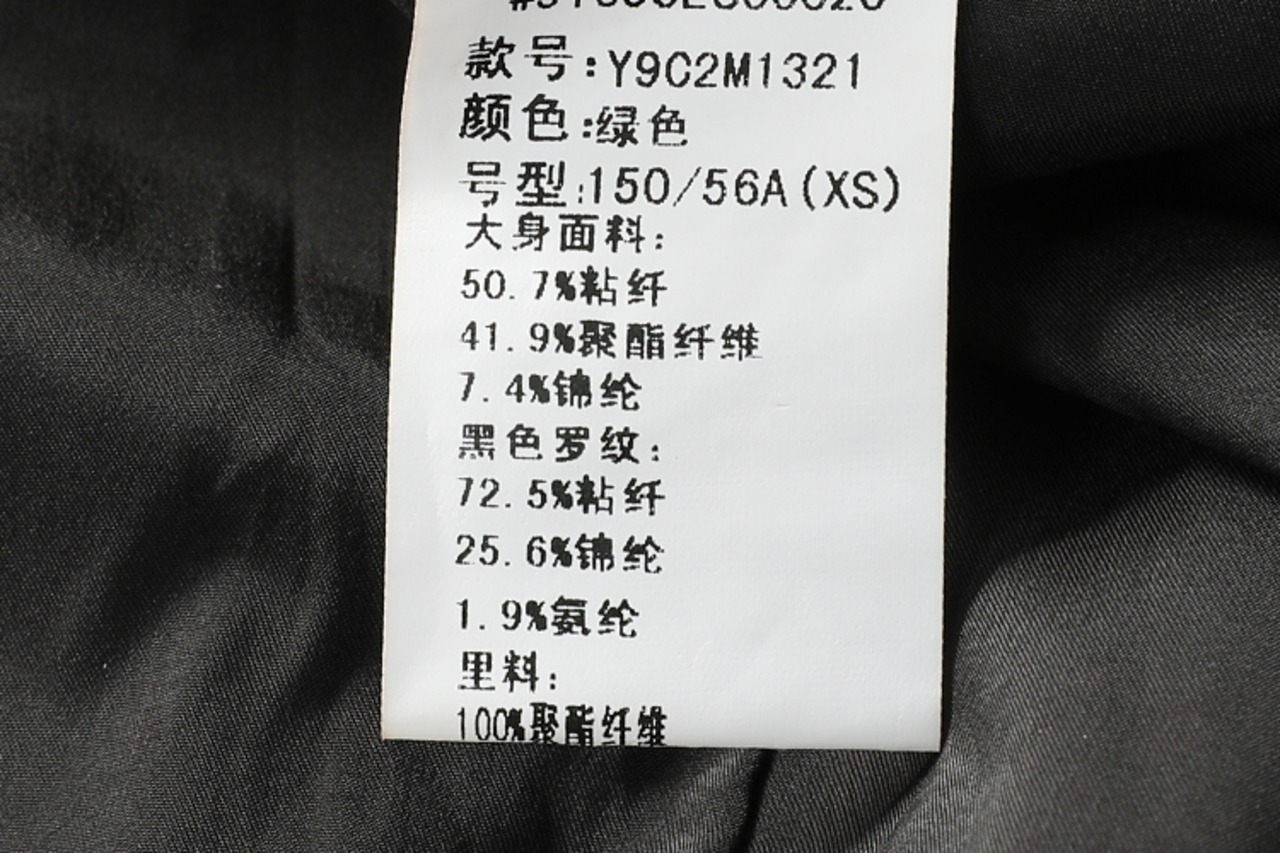 款号:Y9C2M1321
颜色:绿色
号型:150/56A(XS)
大身面料:
50.7%粘纤
41.9%聚酯纤维
7.4%锦纶
黑色罗纹:
72.5%粘纤
25.6%锦纶
1.9%氨纶
里料:
100%聚酯纤维